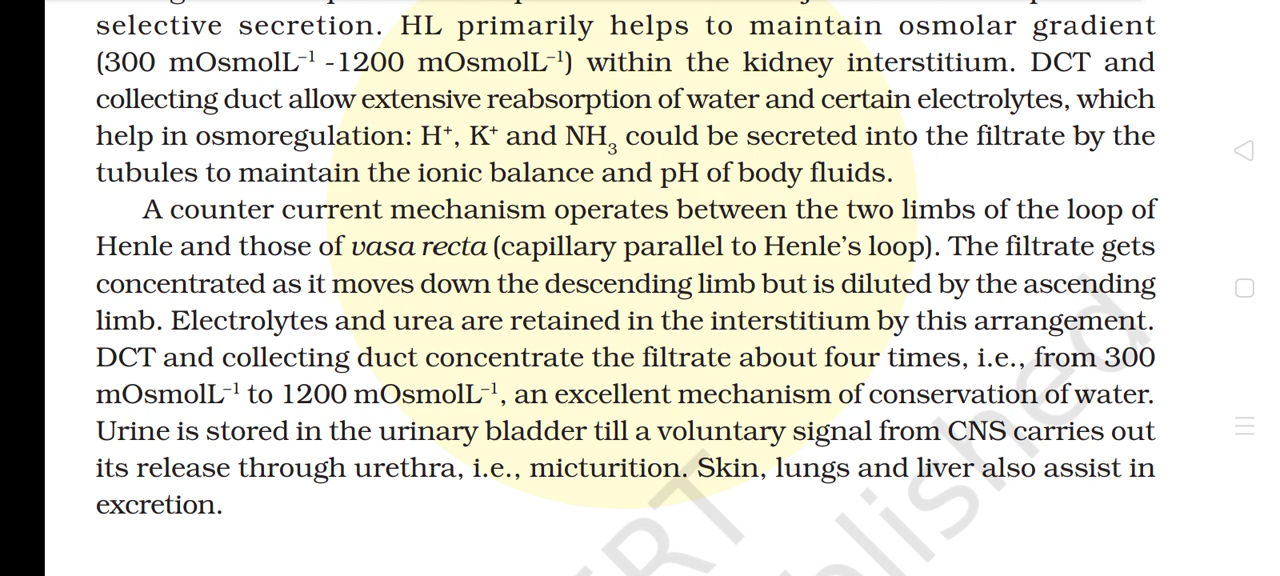 selective secretion. HL primarily helps to maintain osmolar gradient
(300 mOsmolL⁻¹ -1200 mOsmolL⁻¹) within the kidney interstitium. DCT and
collecting duct allow extensive reabsorption of water and certain electrolytes, which
help in osmoregulation: H⁺, K⁺ and NH₃ could be secreted into the filtrate by the
tubules to maintain the ionic balance and pH of body fluids.
A counter current mechanism operates between the two limbs of the loop of
Henle and those of vasa recta (capillary parallel to Henle's loop). The filtrate gets
concentrated as it moves down the descending limb but is diluted by the ascending
limb. Electrolytes and urea are retained in the interstitium by this arrangement.
DCT and collecting duct concentrate the filtrate about four times, i.e., from 300
mOsmolL⁻¹ to 1200 mOsmolL⁻¹, an excellent mechanism of conservation of water.
Urine is stored in the urinary bladder till a voluntary signal from CNS carries out
its release through urethra, i.e., micturition. Skin, lungs and liver also assist in
excretion.